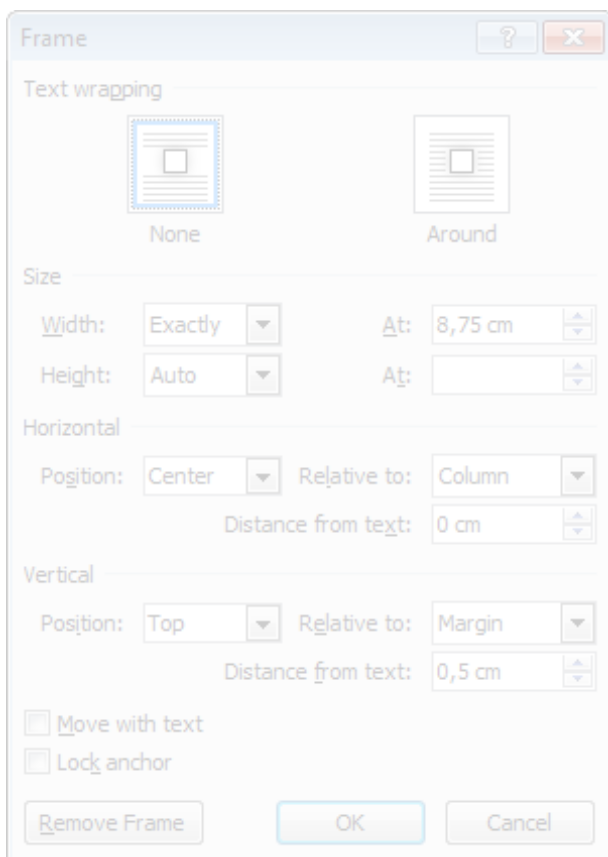 Frame
Text wrapping
None Around
Size
Width: Exactly At: 8,75 cm
Height: Auto At:
Horizontal
Position: Center Relative to: Column
Distance from text: 0 cm
Vertical
Position: Top Relative to: Margin
Distance from text: 0,5 cm
Move with text
Lock anchor
Remove Frame OK Cancel